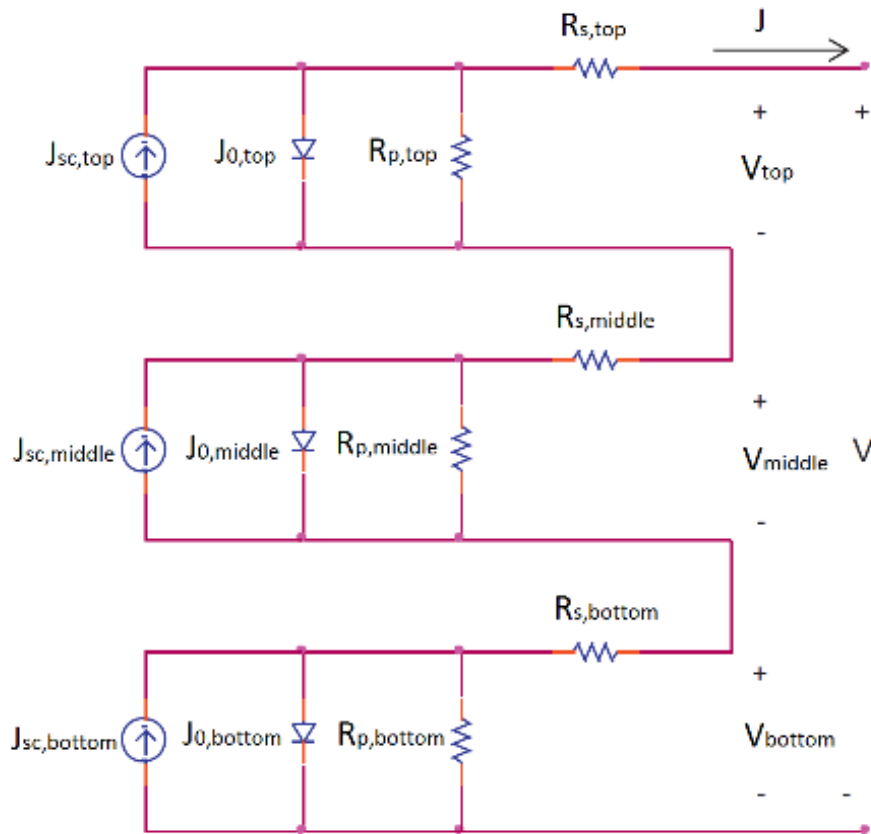 Rs,top
J
Jsc,top
J0,top
Rp,top
+
+
Vtop
-
Rs,middle
+
Jsc,middle
J0,middle
Rp,middle
Vmiddle
V
-
Rs,bottom
+
Jsc,bottom
J0,bottom
Rp,bottom
Vbottom
-
-